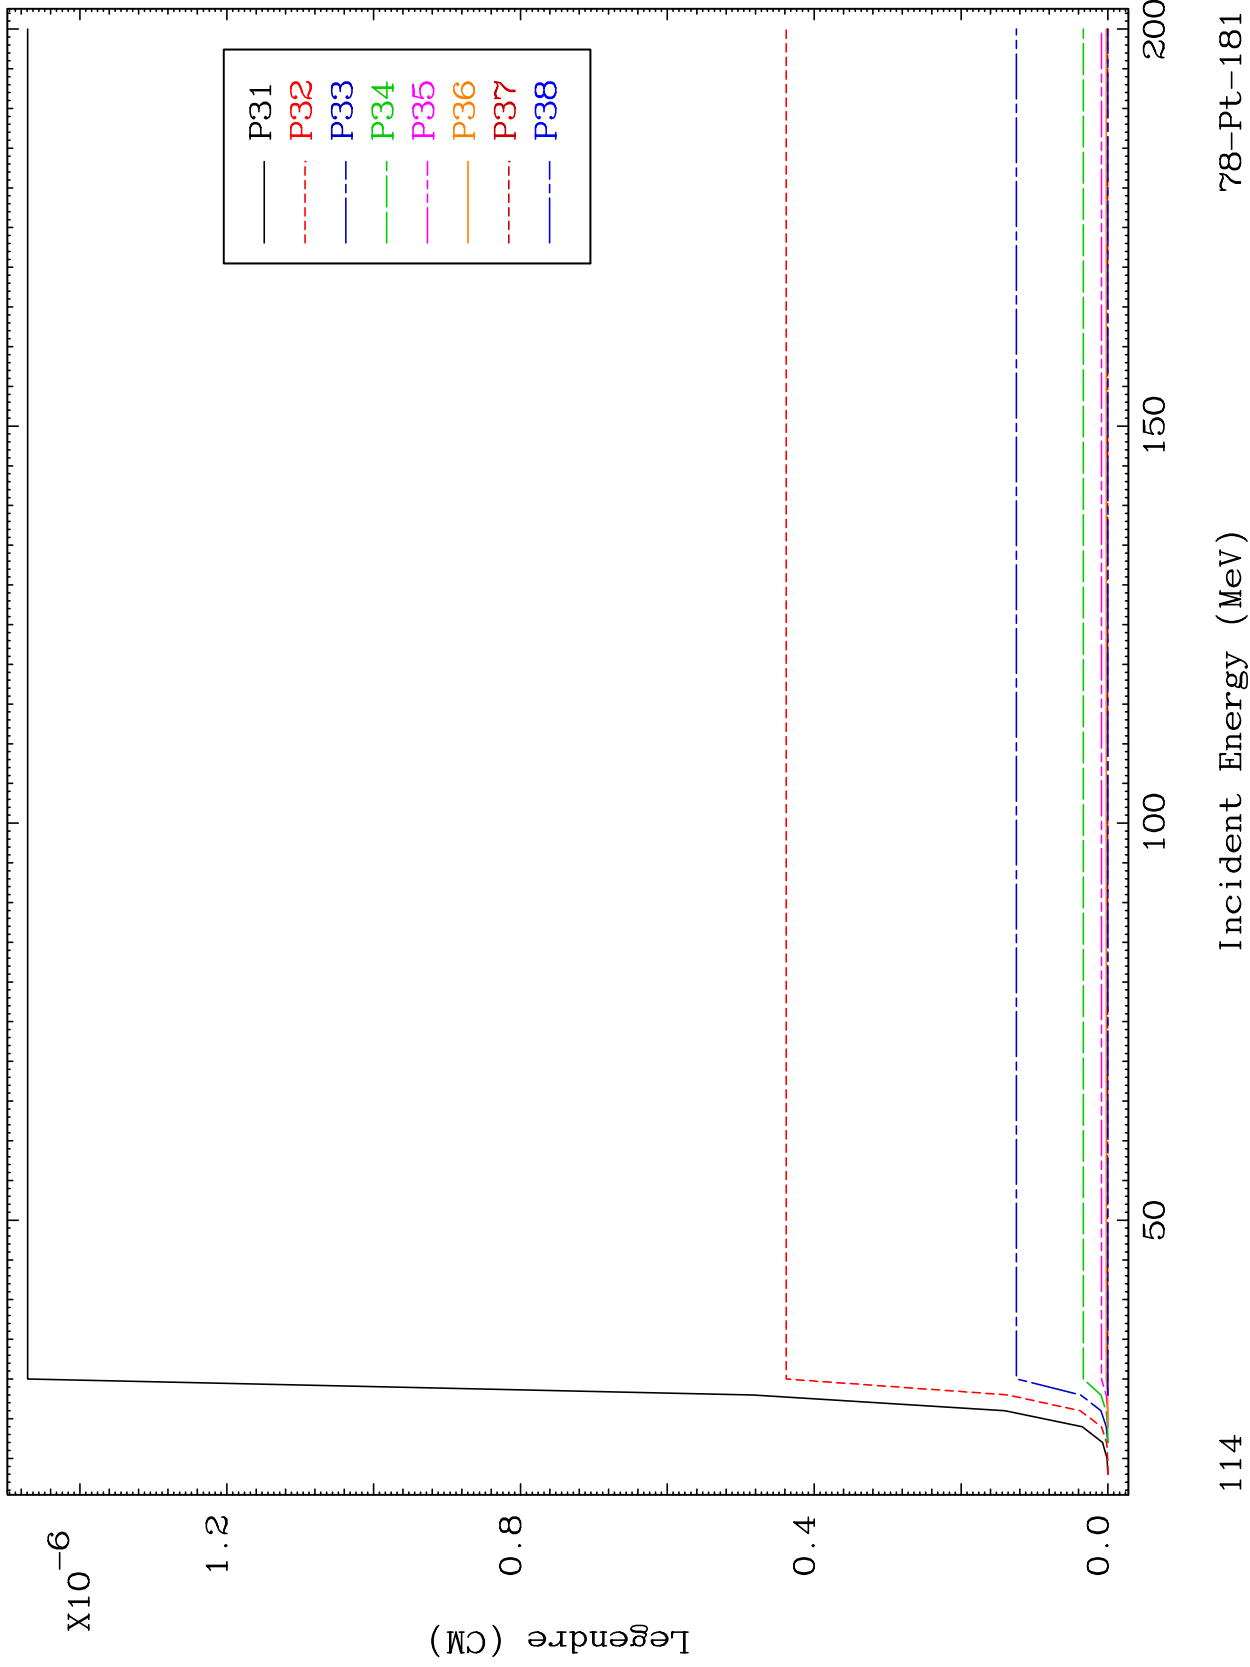 X10-6
1.2
0.8
0.4
0.0
Legendre (CM)
P31
P32
P33
P34
P35
P36
P37
P38
50
100
150
200
Incident Energy (MeV)
114
78-Pt-181